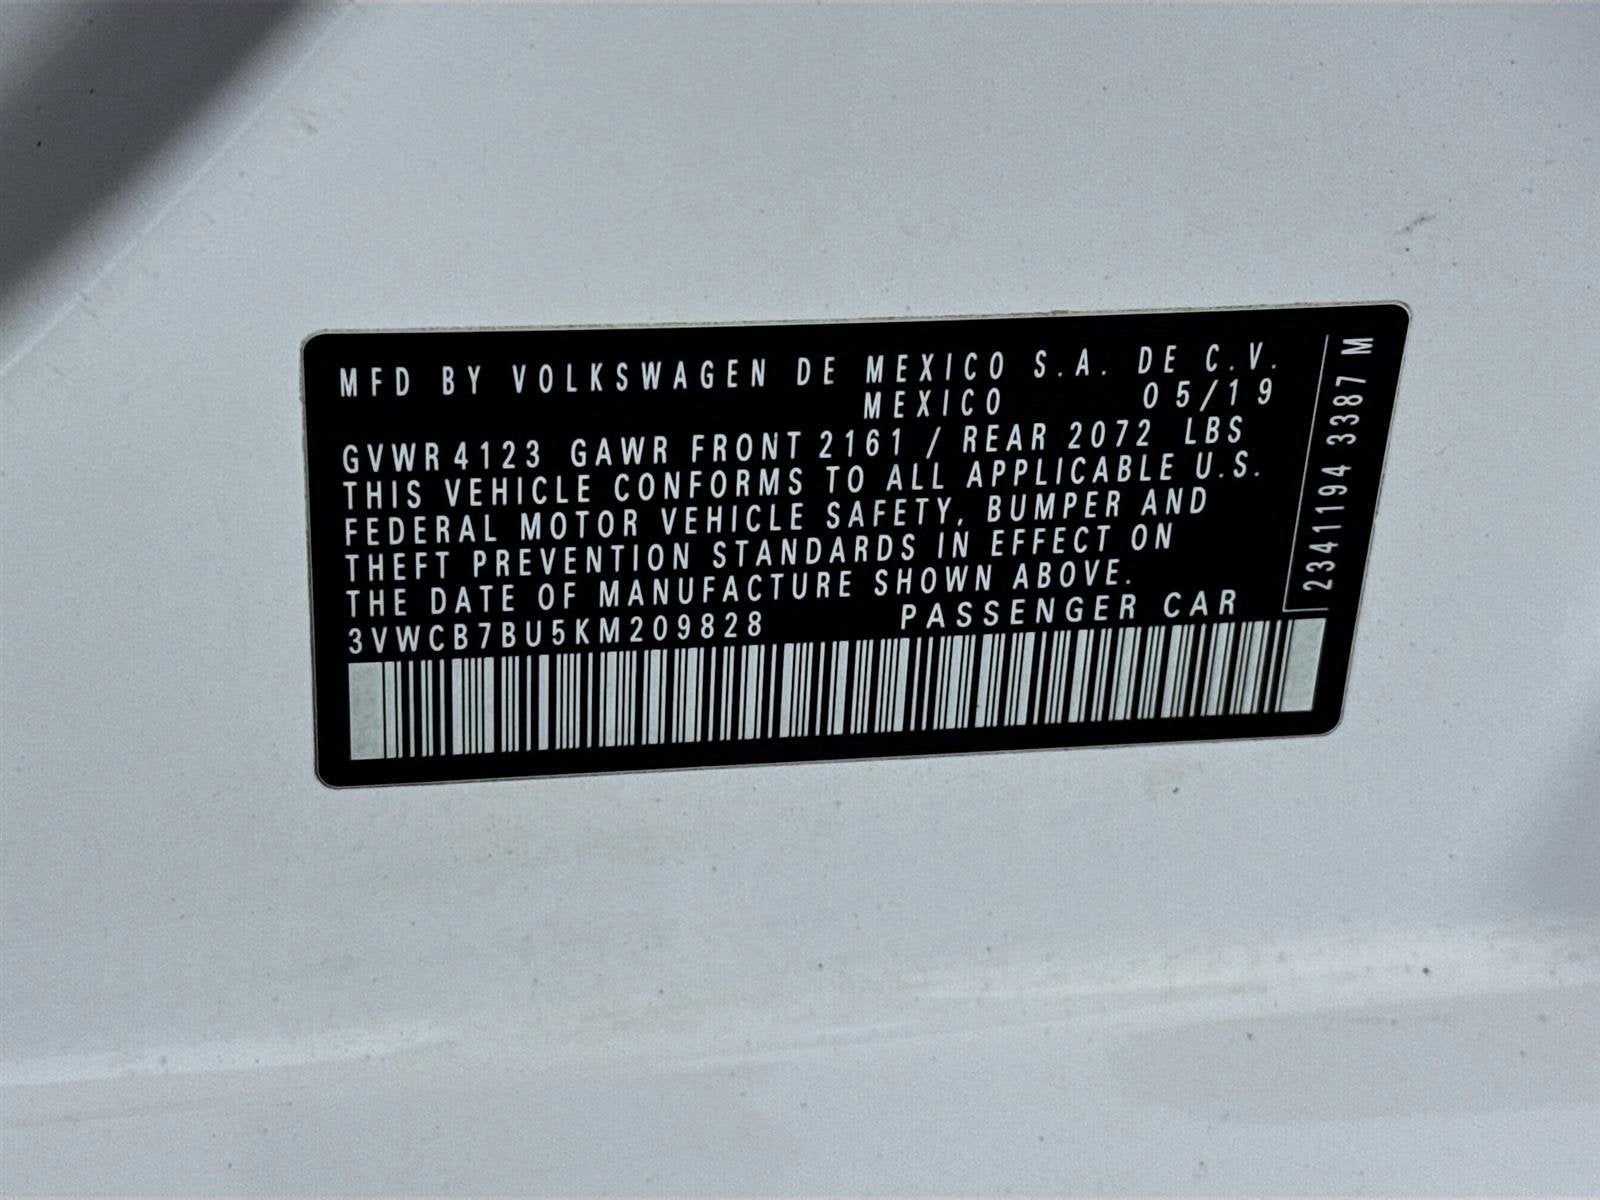 MFD BY VOLKSWAGEN DE MEXICO S.A. DE C.V.
MEXICO 05/19
GVWR 4123 GAWR FRONT 2161 / REAR 2072 LBS
THIS VEHICLE CONFORMS TO ALL APPLICABLE U.S.
FEDERAL MOTOR VEHICLE SAFETY, BUMPER AND
THEFT PREVENTION STANDARDS IN EFFECT ON
THE DATE OF MANUFACTURE SHOWN ABOVE.
3VWCB7BU5KM209828 PASSENGER CAR
23411194 3387 M